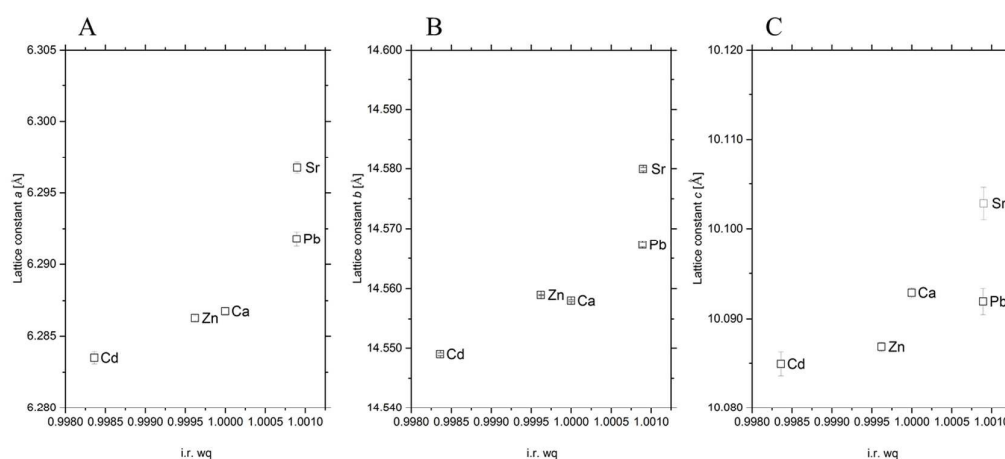 A
B
C
Lattice constant a [Å]
6.305
6.300
6.295
6.290
6.285
6.280
Sr
Pb
Ca
Zn
Cd
0.9980 0.9985 0.9990 0.9995 1.0000 1.0005 1.0010
i.r. wq
Lattice constant b [Å]
14.600
14.590
14.580
14.570
14.560
14.550
14.540
Sr
Pb
Zn
Ca
Cd
0.9980 0.9985 0.9990 0.9995 1.0000 1.0005 1.0010
i.r. wq
Lattice constant c [Å]
10.120
10.110
10.100
10.090
10.080
Sr
Ca
Pb
Zn
Cd
0.9980 0.9985 0.9990 0.9995 1.0000 1.0005 1.0010
i.r. wq